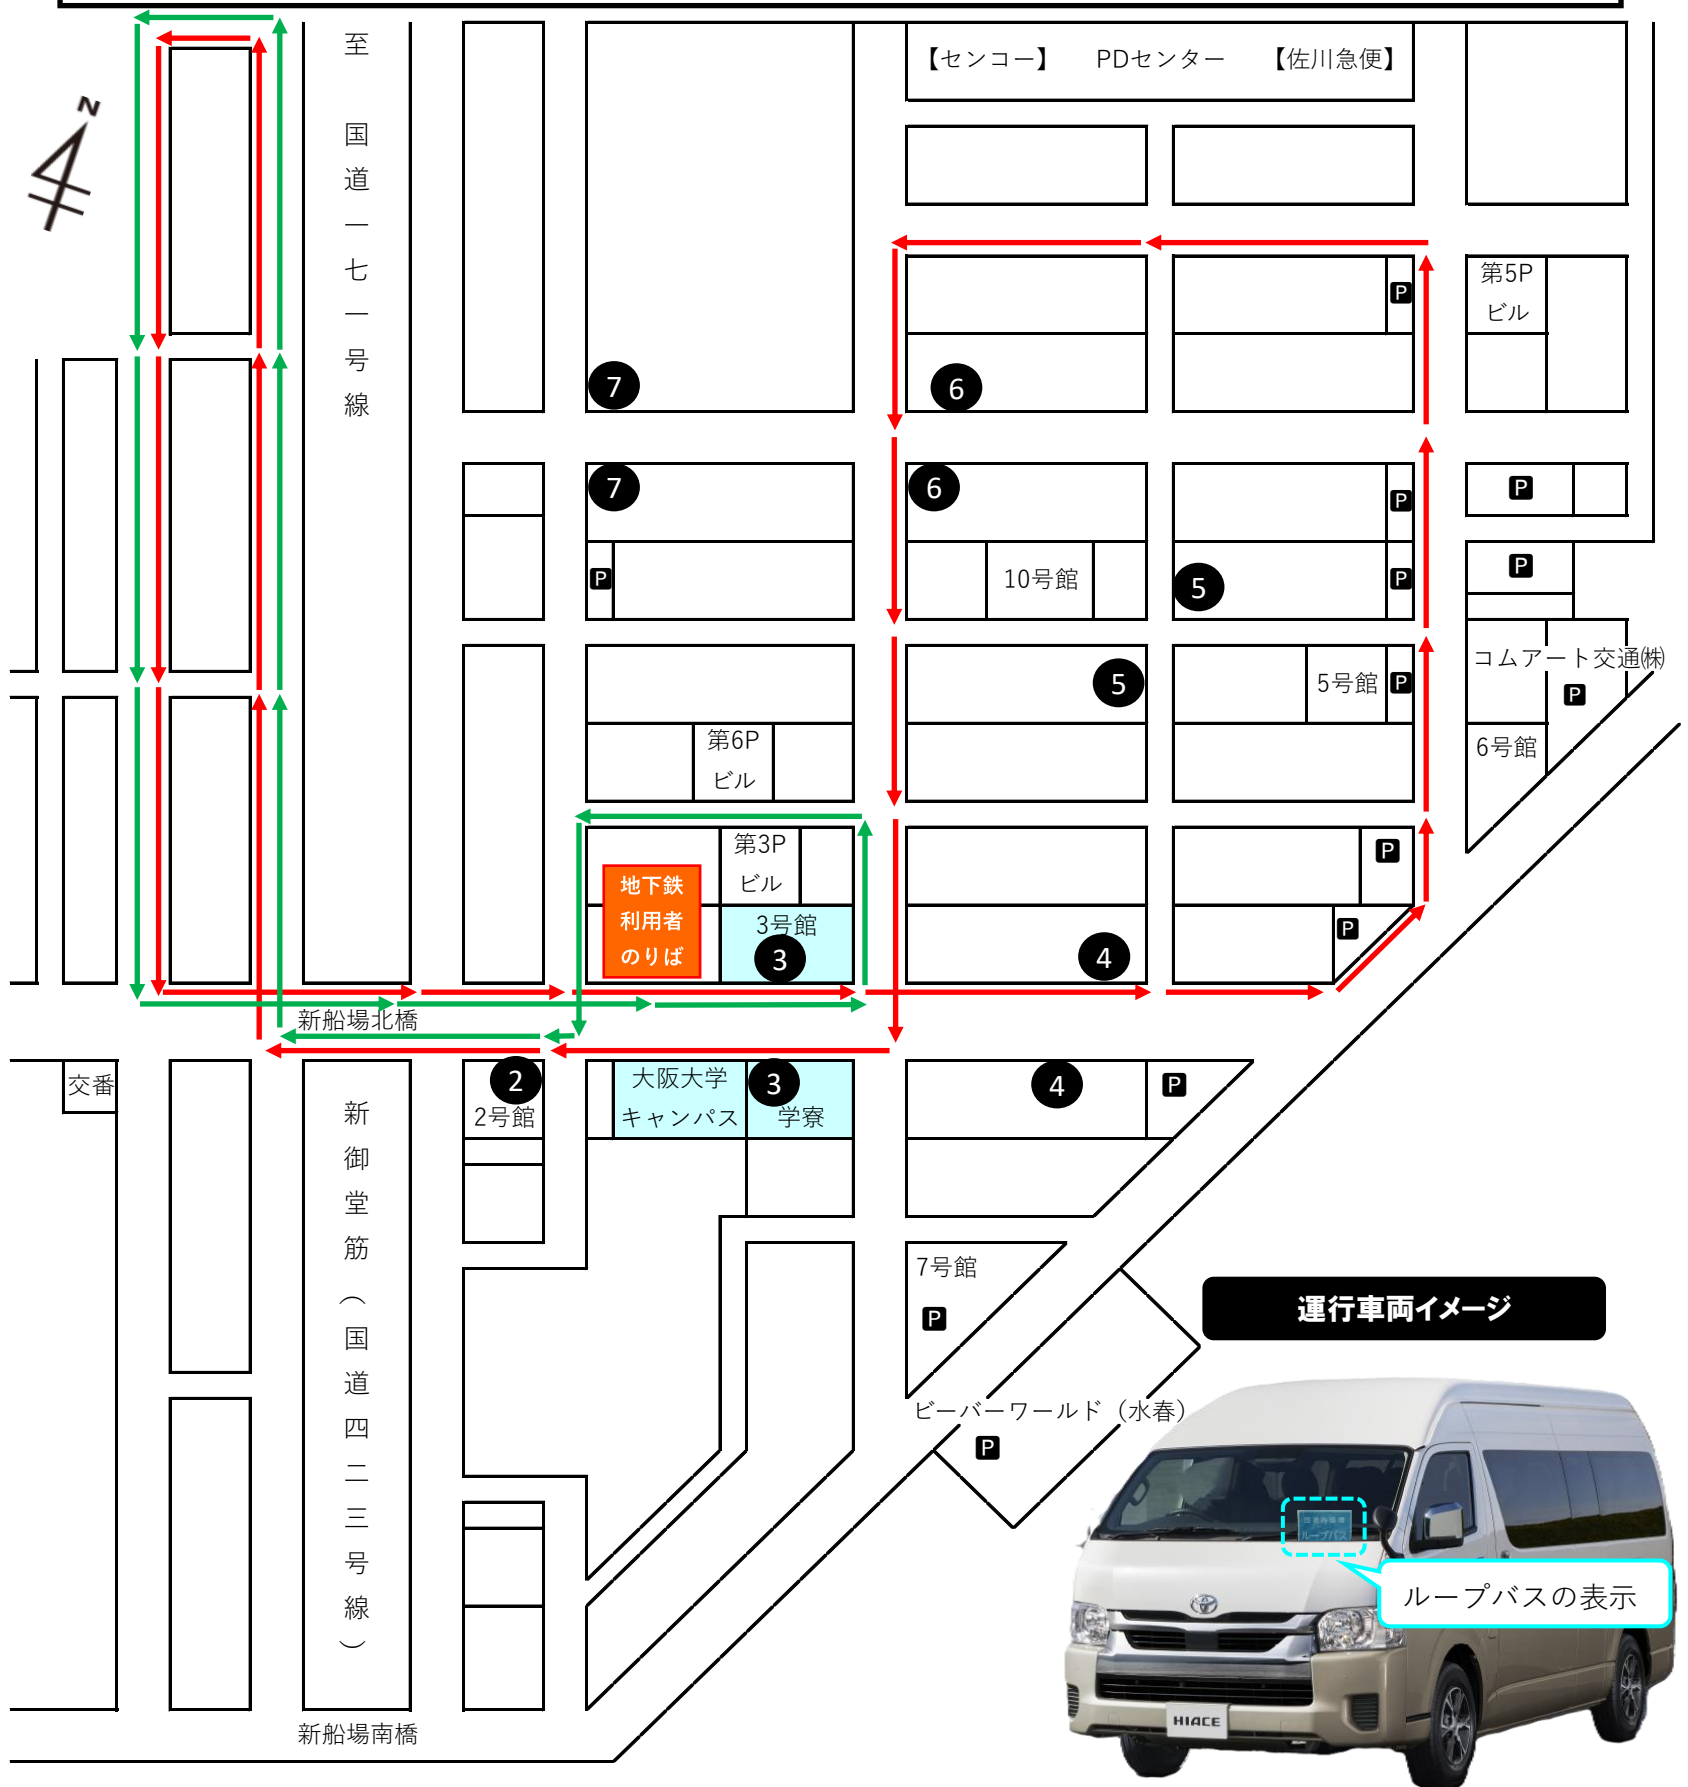 至 国道一七一号線
N
【センコー】 PDセンター 【佐川急便】
第5P
ビル
P
7
6
7
6
P
P
P
10号館
5
P
P
コムアート交通㈱
P
5
5号館
P
第6P
ビル
6号館
第3P
ビル
P
地下鉄
利用者
のりば
3号館
3
4
P
新船場北橋
交番
2
2号館
大阪大学
キャンパス
3
学寮
4
P
新御堂筋（国道四二三号線）
7号館
P
運行車両イメージ
ビーバーワールド（水春）
P
ループバス
ループバスの表示
HIACE
新船場南橋